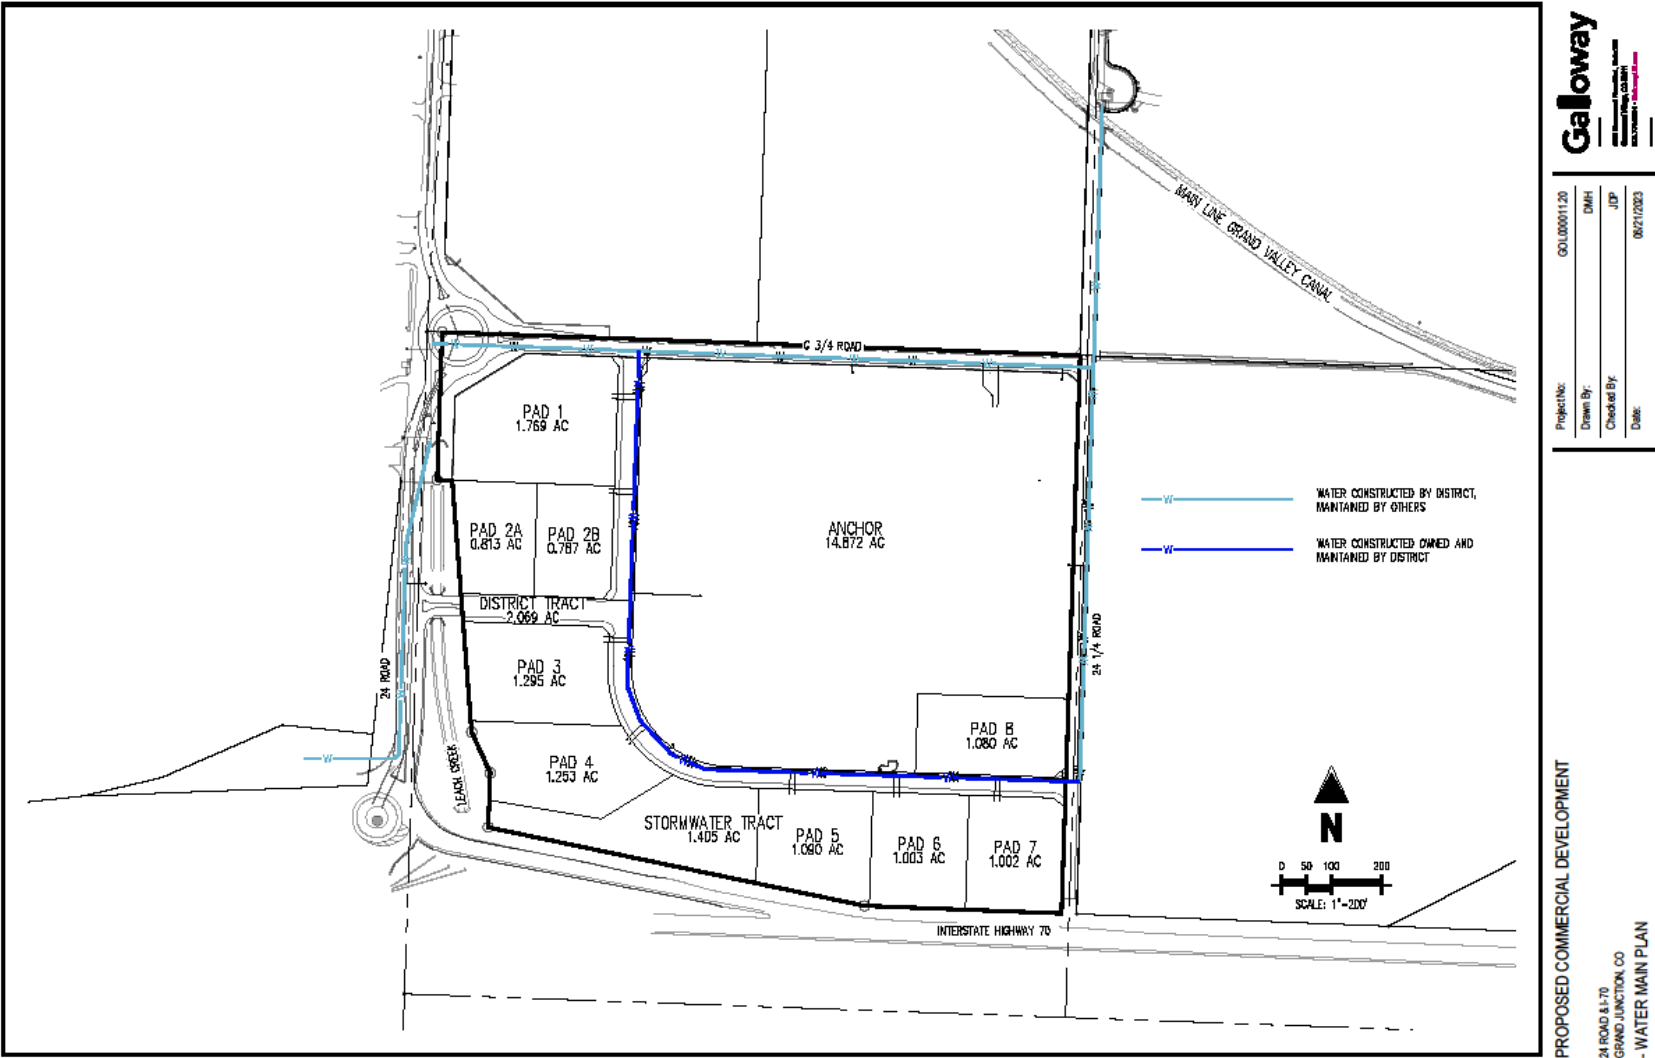 MAIN LINE GRAND VALLEY CANAL
G 3/4 ROAD
PAD 1
1.769 AC
PAD 2A
0.813 AC
PAD 2B
0.787 AC
ANCHOR
14.872 AC
DISTRICT TRACT
2.069 AC
PAD 3
1.295 AC
24 ROAD
24 1/4 ROAD
PAD 8
1.080 AC
PAD 4
1.253 AC
LEACH CREEK
STORMWATER TRACT
1.405 AC
PAD 5
1.090 AC
PAD 6
1.003 AC
PAD 7
1.002 AC
INTERSTATE HIGHWAY 70
W
WATER CONSTRUCTED BY DISTRICT,
MAINTAINED BY OTHERS
W
WATER CONSTRUCTED OWNED AND
MAINTAINED BY DISTRICT
N
0 50 100 200
SCALE: 1"=200'
Galloway
Project No:
Drawn By: DMH
Checked By: JDP
Date: 08/21/2023
PROPOSED COMMERCIAL DEVELOPMENT
24 ROAD & I-70
GRAND JUNCTION, CO
- WATER MAIN PLAN